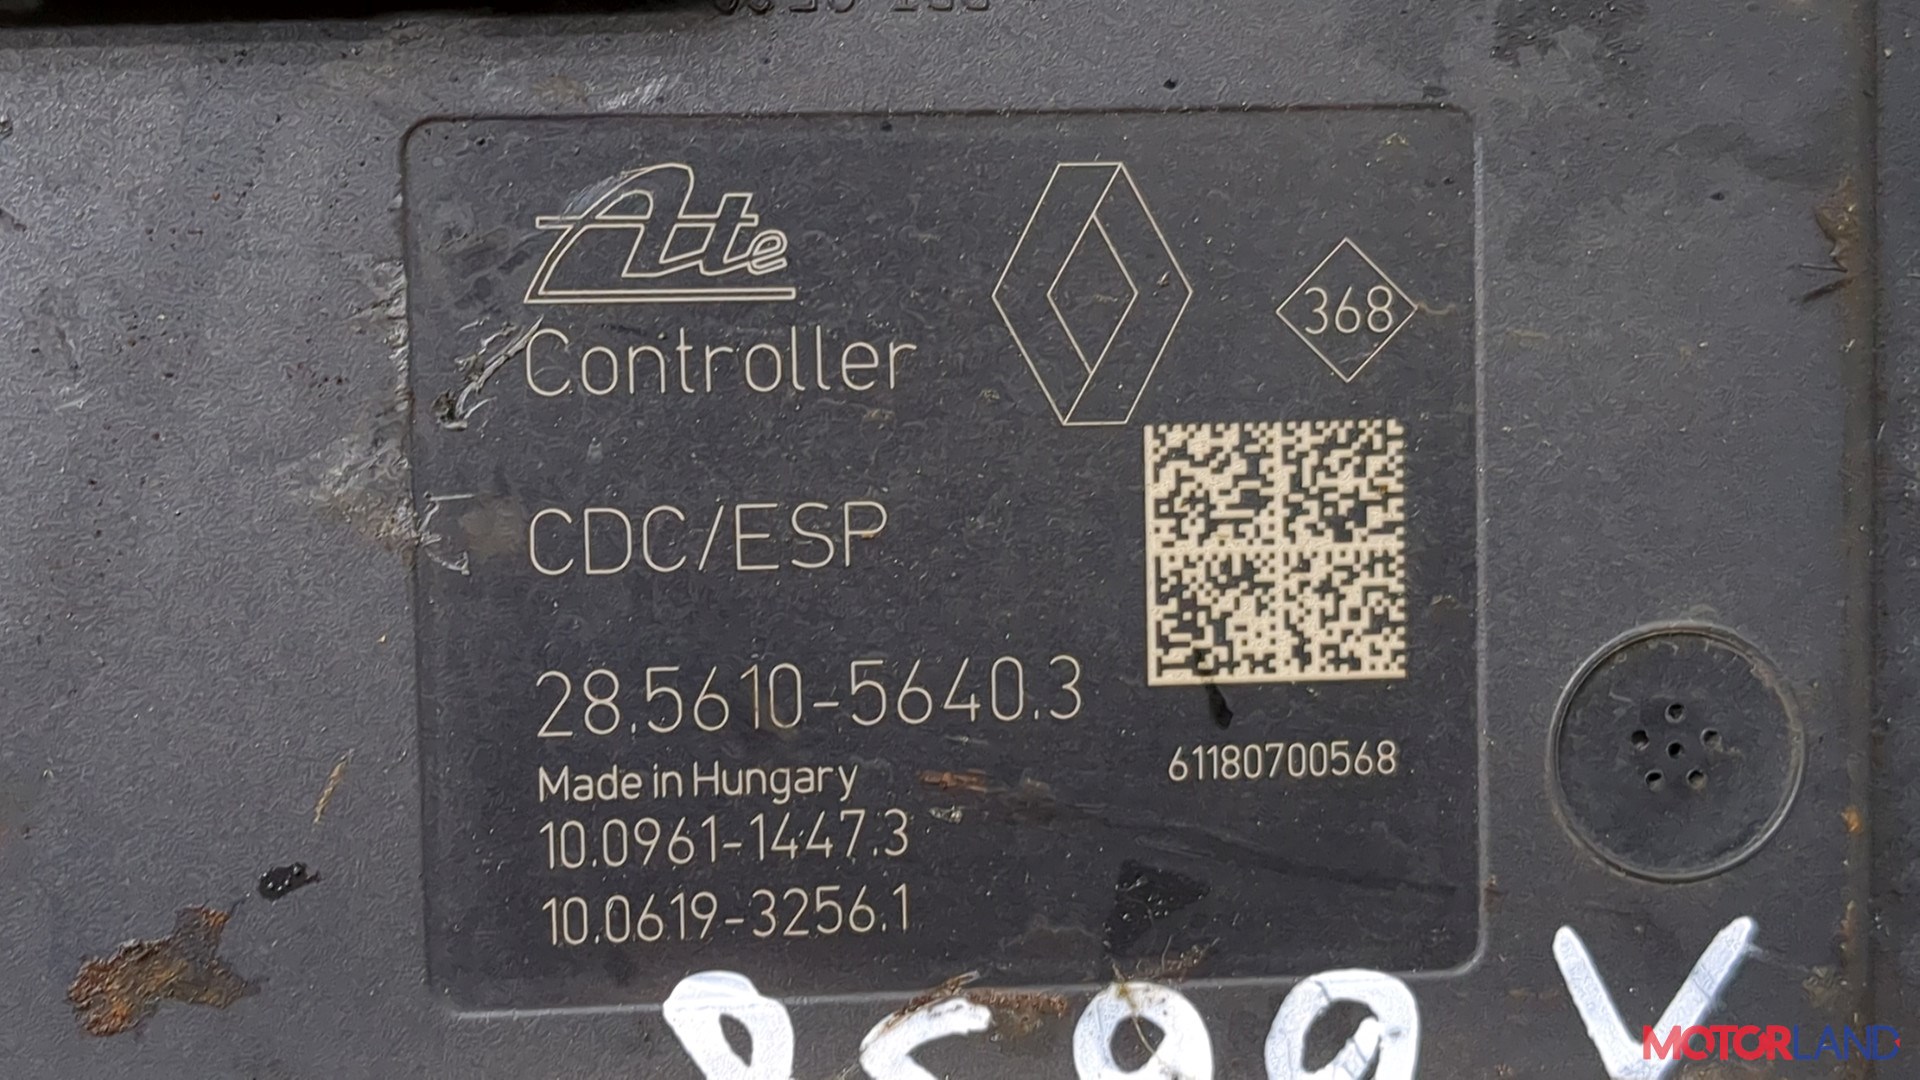 Ate
368
Controller
CDC/ESP
28.5610-5640.3
61180700568
Made in Hungary
10.0961-1447.3
10.0619-3256.1
MOTORLAND